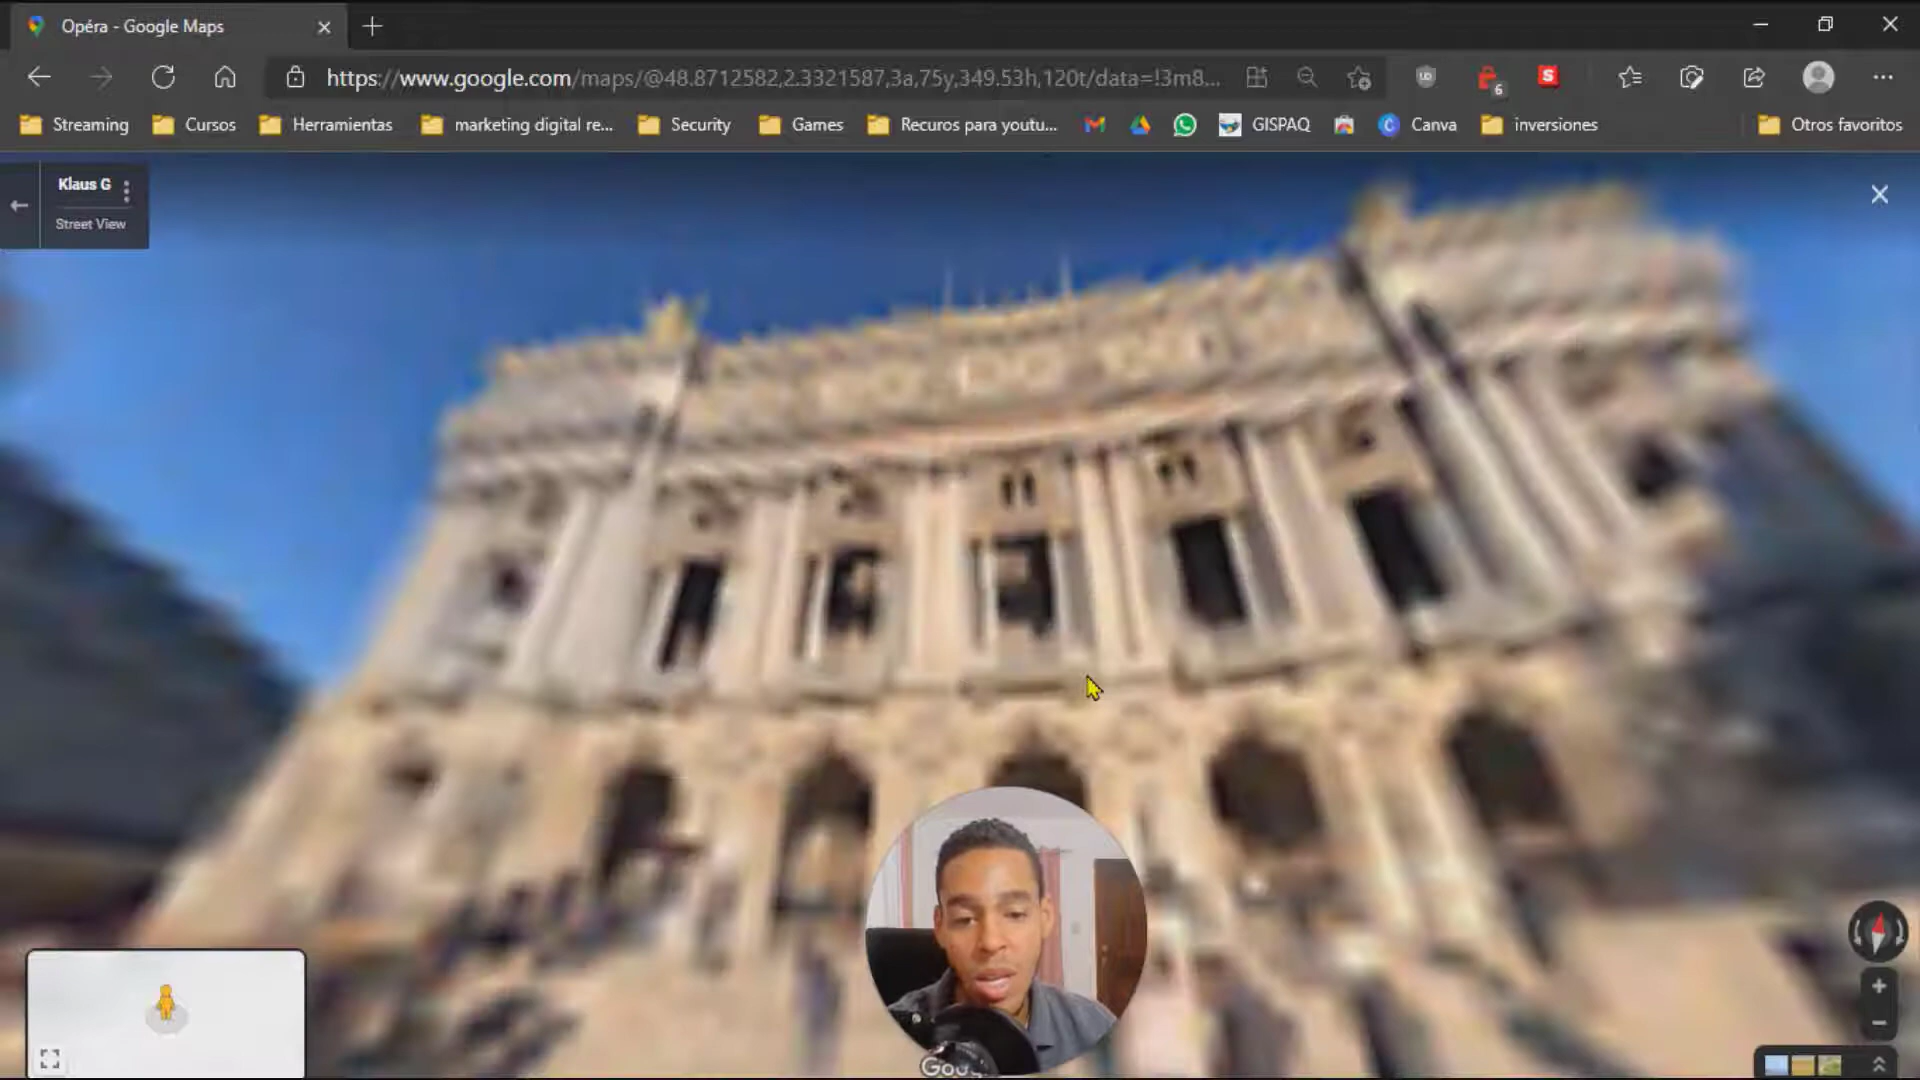 Opéra - Google Maps
https://www.google.com/maps/@48.8712582,2.3321587,3a,75y,349.53h,120t/data=!3m8...
6
S
Streaming
Cursos
Herramientas
marketing digital re...
Security
Games
Recuros para youtu...
GISPAQ
C
Canva
inversiones
Otros favoritos
Klaus G
Street View
Goo